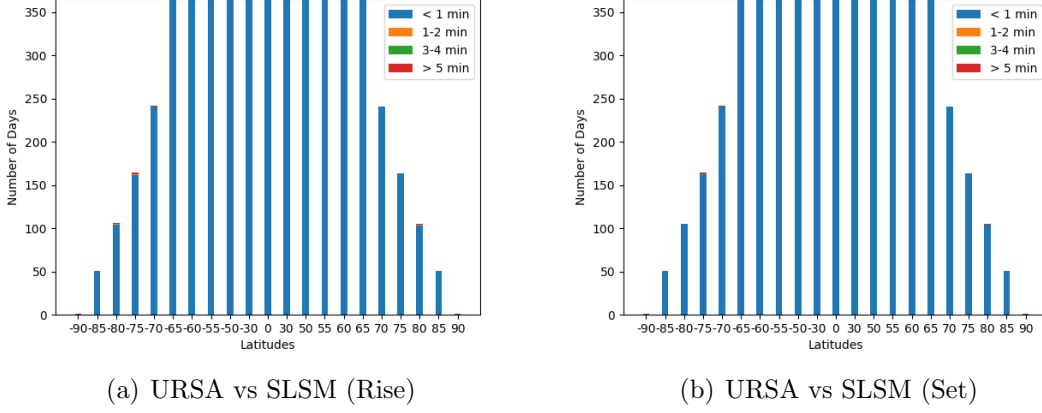 350
300
250
200
150
100
50
0
Number of Days
< 1 min
1-2 min
3-4 min
> 5 min
-90 -85 -80 -75 -70 -65 -60 -55 -50 -30 0 30 50 55 60 65 70 75 80 85 90
Latitudes
(a) URSA vs SLSM (Rise)
350
300
250
200
150
100
50
0
Number of Days
< 1 min
1-2 min
3-4 min
> 5 min
-90 -85 -80 -75 -70 -65 -60 -55 -50 -30 0 30 50 55 60 65 70 75 80 85 90
Latitudes
(b) URSA vs SLSM (Set)